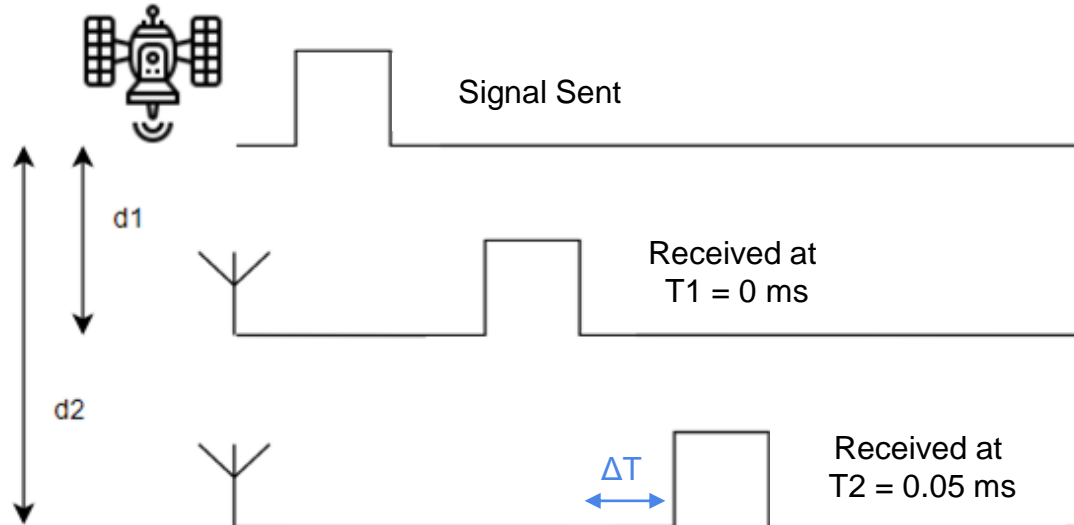 Signal Sent
d1
Received at
T1 = 0 ms
d2
Received at
T2 = 0.05 ms
ΔT